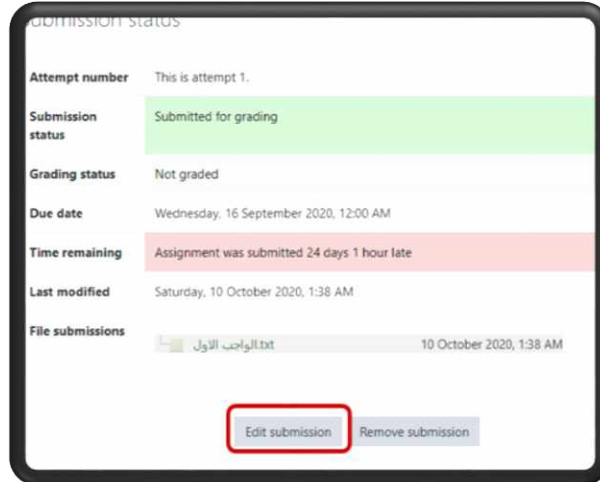 Submission status
Attempt number This is attempt 1.
Submission status Submitted for grading
Grading status Not graded
Due date Wednesday, 16 September 2020, 12:00 AM
Time remaining Assignment was submitted 24 days 1 hour late
Last modified Saturday, 10 October 2020, 1:38 AM
File submissions
الواجب الاول.txt 10 October 2020, 1:38 AM
Edit submission Remove submission